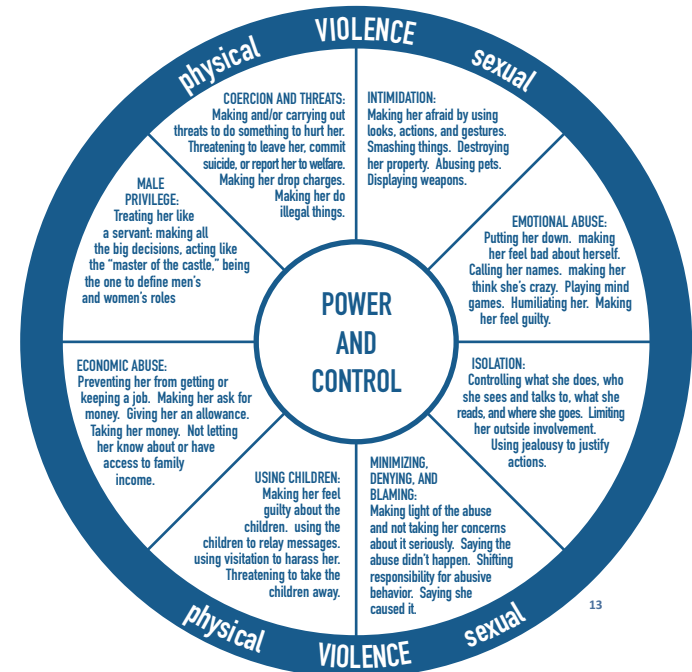 physical VIOLENCE sexual
COERCION AND THREATS:
Making and/or carrying out
threats to do something to hurt her.
Threatening to leave her, commit
suicide, or report her to welfare.
Making her drop charges.
Making her do
illegal things.
INTIMIDATION:
Making her afraid by using
looks, actions, and gestures.
Smashing things. Destroying
her property. Abusing pets.
Displaying weapons.
MALE
PRIVILEGE:
Treating her like
a servant: making all
the big decisions, acting like
the "master of the castle," being
the one to define men's
and women's roles
EMOTIONAL ABUSE:
Putting her down. making
her feel bad about herself.
Calling her names. making her
think she's crazy. Playing mind
games. Humiliating her. Making
her feel guilty.
POWER
AND
CONTROL
ECONOMIC ABUSE:
Preventing her from getting or
keeping a job. Making her ask for
money. Giving her an allowance.
Taking her money. Not letting
her know about or have
access to family
income.
ISOLATION:
Controlling what she does, who
she sees and talks to, what she
reads, and where she goes. Limiting
her outside involvement.
Using jealousy to justify
actions.
USING CHILDREN:
Making her feel
guilty about the
children. using the
children to relay messages.
using visitation to harass her.
Threatening to take the
children away.
MINIMIZING,
DENYING, AND
BLAMING:
Making light of the abuse
and not taking her concerns
about it seriously. Saying the
abuse didn't happen. Shifting
responsibility for abusive
behavior. Saying she
caused it.
13
physical VIOLENCE sexual